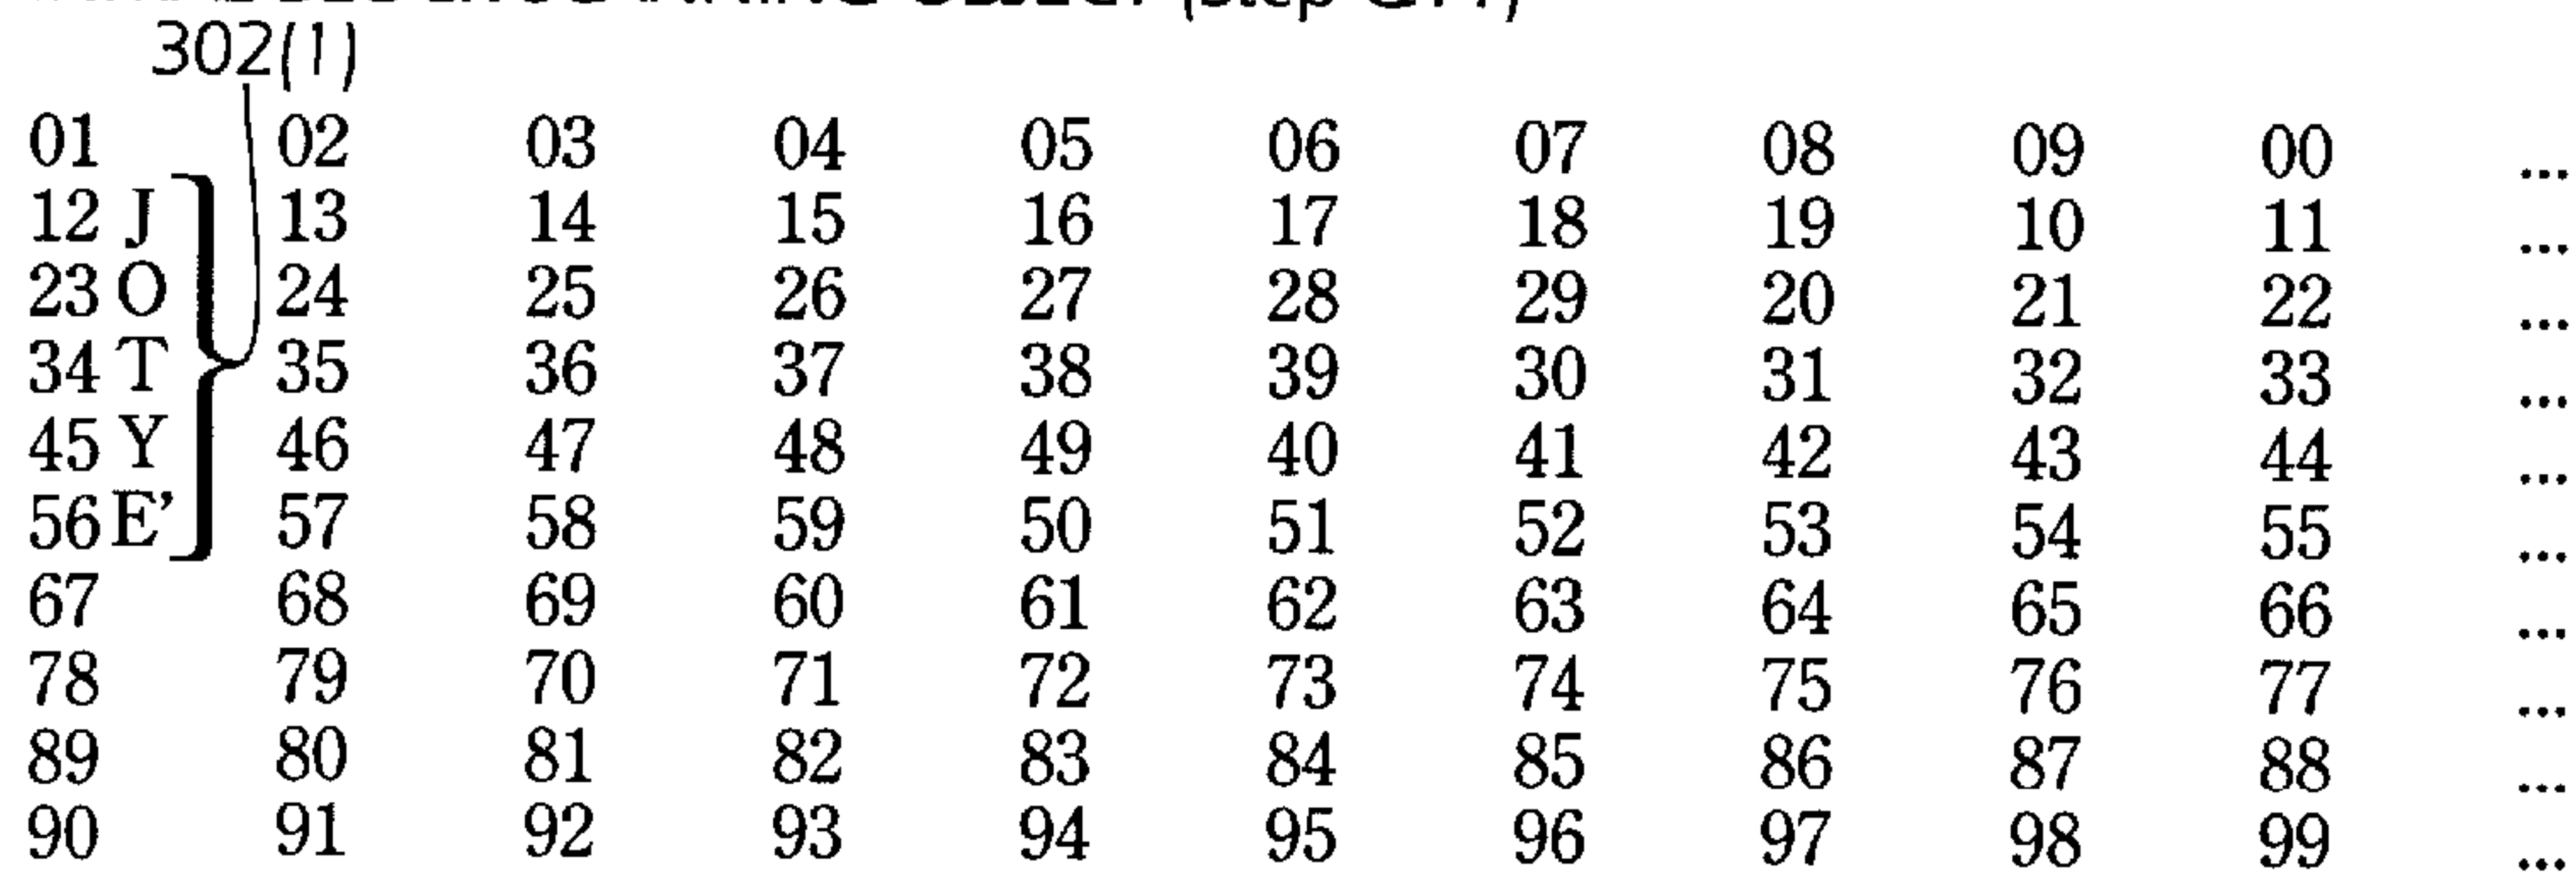 OBJECT (step
302(1)
01 02 03 04 05 06 07 08 09 00 ...
12 J 13 14 15 16 17 18 19 10 11 ...
23 O 24 25 26 27 28 29 20 21 22 ...
34 T 35 36 37 38 39 30 31 32 33 ...
45 Y 46 47 48 49 40 41 42 43 44 ...
56 E’ 57 58 59 50 51 52 53 54 55 ...
67 68 69 60 61 62 63 64 65 66 ...
78 79 70 71 72 73 74 75 76 77 ...
89 80 81 82 83 84 85 86 87 88 ...
90 91 92 93 94 95 96 97 98 99 ...